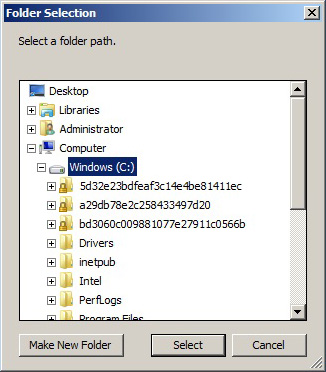 Folder Selection
Select a folder path.
Desktop
Libraries
Administrator
Computer
Windows (C:)
5d32e23bdfeaf3c14e4be81411ec
a29db78e2c258433497d20
bd3060c009881077e27911c0566b
Drivers
inetpub
Intel
PerfLogs
Program Files
Make New Folder
Select
Cancel